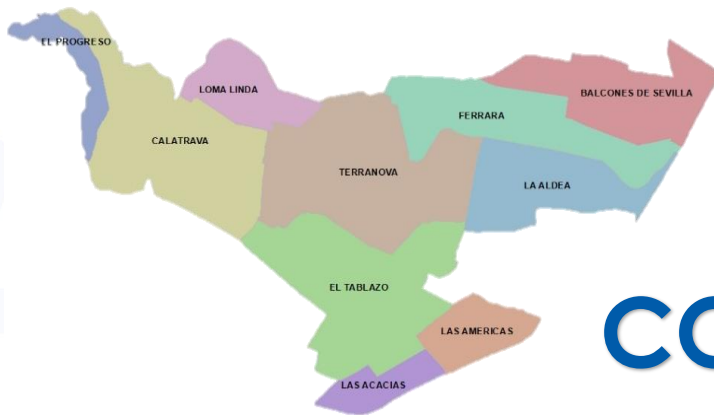 EL PROGRESO
LOMA LINDA
BALCONES DE SEVILLA
FERRARA
CALATRAVA
TERRANOVA
LA ALDEA
EL TABLAZO
LAS AMERICAS
LAS ACACIAS
CO